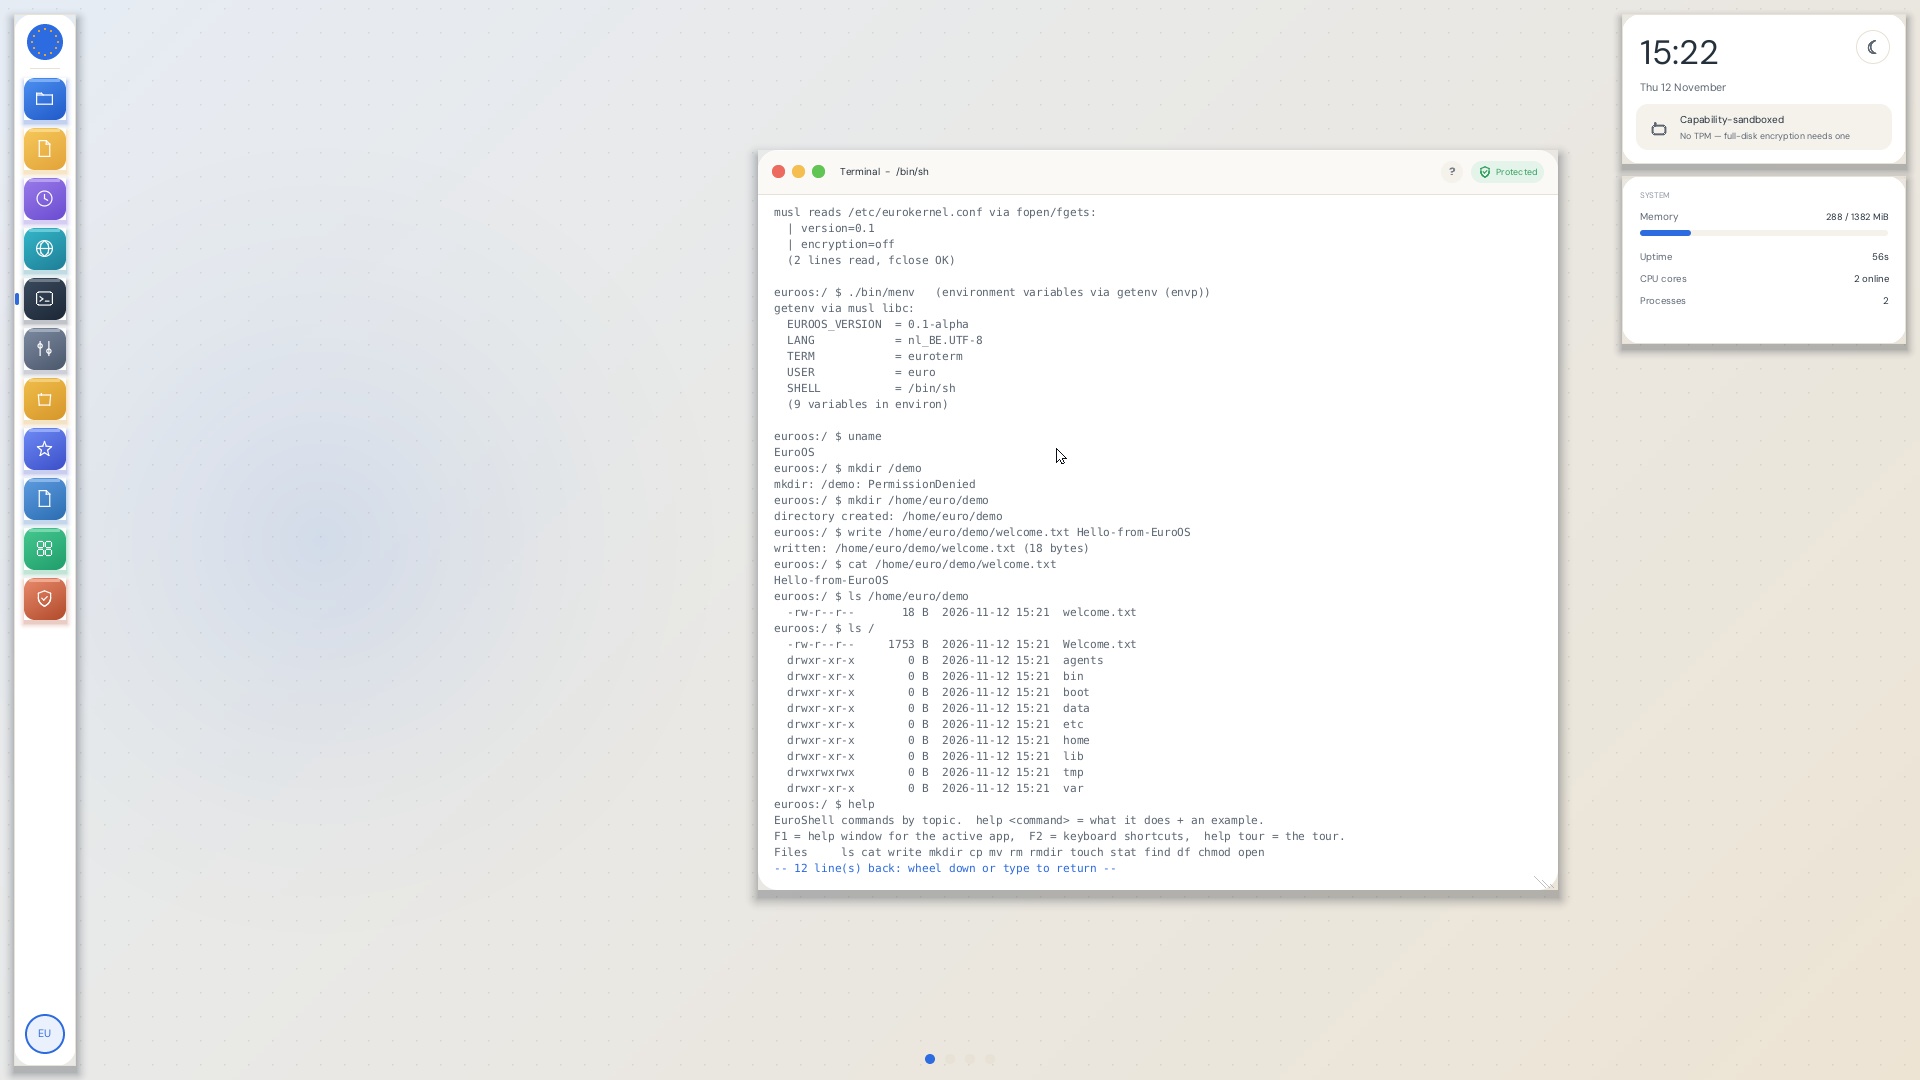 15:22
Thu 12 November
Capability-sandboxed
No TPM — full-disk encryption needs one
SYSTEM
Memory 288 / 1382 MiB
Uptime 56s
CPU cores 2 online
Processes 2
Terminal - /bin/sh ? Protected
musl reads /etc/eurokernel.conf via fopen/fgets:
| version=0.1
| encryption=off
(2 lines read, fclose OK)
euroos:/ $ ./bin/menv (environment variables via getenv (envp))
getenv via musl libc:
EUROOS_VERSION = 0.1-alpha
LANG = nl_BE.UTF-8
TERM = euroterm
USER = euro
SHELL = /bin/sh
(9 variables in environ)
euroos:/ $ uname
EuroOS
euroos:/ $ mkdir /demo
mkdir: /demo: PermissionDenied
euroos:/ $ mkdir /home/euro/demo
directory created: /home/euro/demo
euroos:/ $ write /home/euro/demo/welcome.txt Hello-from-EuroOS
written: /home/euro/demo/welcome.txt (18 bytes)
euroos:/ $ cat /home/euro/demo/welcome.txt
Hello-from-EuroOS
euroos:/ $ ls /home/euro/demo
-rw-r--r-- 18 B 2026-11-12 15:21 welcome.txt
euroos:/ $ ls /
-rw-r--r-- 1753 B 2026-11-12 15:21 Welcome.txt
drwxr-xr-x 0 B 2026-11-12 15:21 agents
drwxr-xr-x 0 B 2026-11-12 15:21 bin
drwxr-xr-x 0 B 2026-11-12 15:21 boot
drwxr-xr-x 0 B 2026-11-12 15:21 data
drwxr-xr-x 0 B 2026-11-12 15:21 etc
drwxr-xr-x 0 B 2026-11-12 15:21 home
drwxr-xr-x 0 B 2026-11-12 15:21 lib
drwxrwxrwx 0 B 2026-11-12 15:21 tmp
drwxr-xr-x 0 B 2026-11-12 15:21 var
euroos:/ $ help
EuroShell commands by topic. help <command> = what it does + an example.
F1 = help window for the active app, F2 = keyboard shortcuts, help tour = the tour.
Files ls cat write mkdir cp mv rm rmdir touch stat find df chmod open
-- 12 line(s) back: wheel down or type to return --
EU